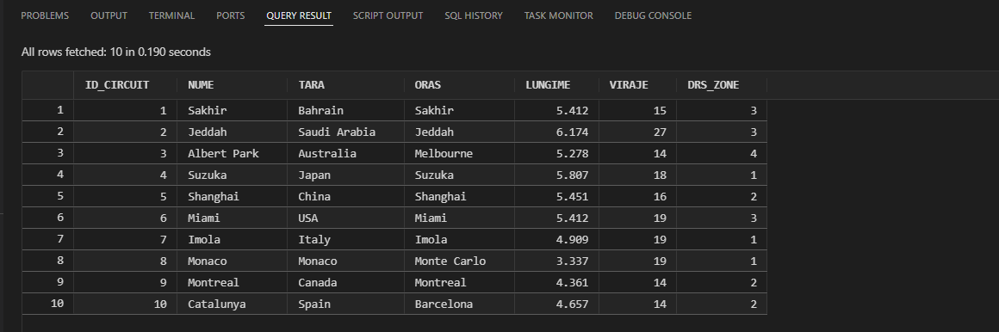 PROBLEMS OUTPUT TERMINAL PORTS QUERY RESULT SCRIPT OUTPUT SQL HISTORY TASK MONITOR DEBUG CONSOLE
All rows fetched: 10 in 0.190 seconds
ID_CIRCUIT NUME TARA ORAS LUNGIME VIRAJE DRS_ZONE
1 1 Sakhir Bahrain Sakhir 5.412 15 3
2 2 Jeddah Saudi Arabia Jeddah 6.174 27 3
3 3 Albert Park Australia Melbourne 5.278 14 4
4 4 Suzuka Japan Suzuka 5.807 18 1
5 5 Shanghai China Shanghai 5.451 16 2
6 6 Miami USA Miami 5.412 19 3
7 7 Imola Italy Imola 4.909 19 1
8 8 Monaco Monaco Monte Carlo 3.337 19 1
9 9 Montreal Canada Montreal 4.361 14 2
10 10 Catalunya Spain Barcelona 4.657 14 2